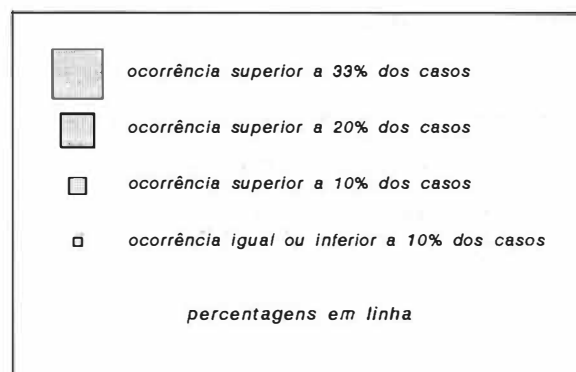 ocorrência superior a 33% dos casos
ocorrência superior a 20% dos casos
ocorrência superior a 10% dos casos
ocorrência igual ou inferior a 10% dos casos
percentagens em linha